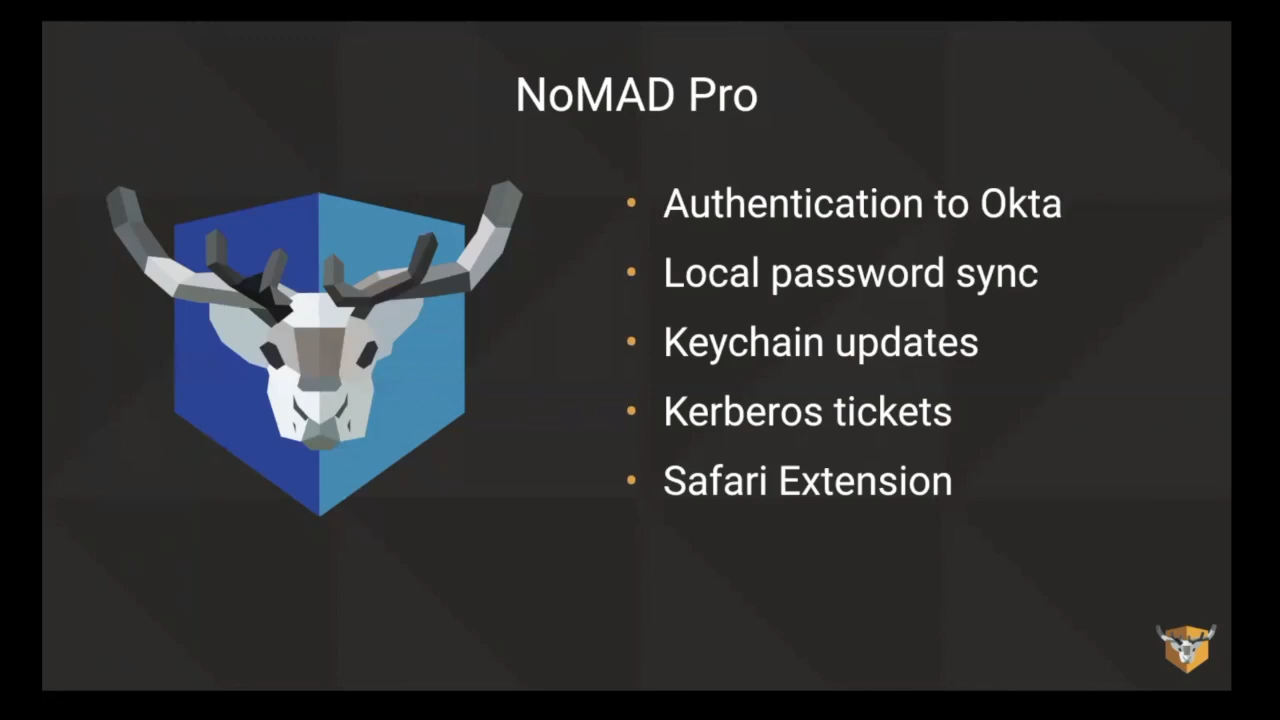 NoMAD Pro
• Authentication to Okta
• Local password sync
• Keychain updates
• Kerberos tickets
• Safari Extension